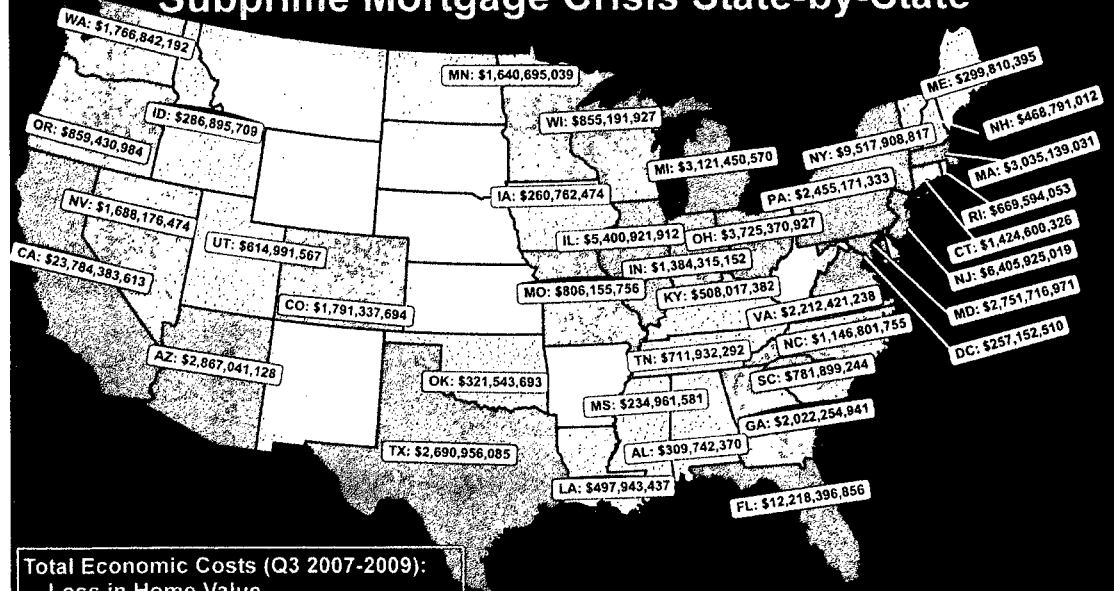 Subprime Mortgage Crisis State-by-State
WA: $1,766,842,192
MN: $1,640,695,039
ME: $299,810,395
ID: $286,895,709
WI: $855,191,927
NH: $468,791,012
OR: $859,430,984
NY: $9,517,908,817
MI: $3,121,450,570
MA: $3,035,139,031
NV: $1,688,176,474
IA: $260,762,474
PA: $2,455,171,333
RI: $669,594,053
UT: $614,991,567
IL: $5,400,921,912
OH: $3,725,370,927
CT: $1,424,600,326
CA: $23,784,383,613
IN: $1,384,315,152
NJ: $6,405,925,019
MO: $806,155,756
KY: $508,017,382
CO: $1,791,337,694
VA: $2,212,421,238
MD: $2,751,716,971
NC: $1,146,801,755
DC: $257,152,510
AZ: $2,867,041,128
TN: $711,932,292
OK: $321,543,693
SC: $781,899,244
MS: $234,961,581
GA: $2,022,254,941
TX: $2,690,956,085
AL: $309,742,370
LA: $497,943,437
FL: $12,218,396,856
Total Economic Costs (Q3 2007-2009):
Loss in Home Value